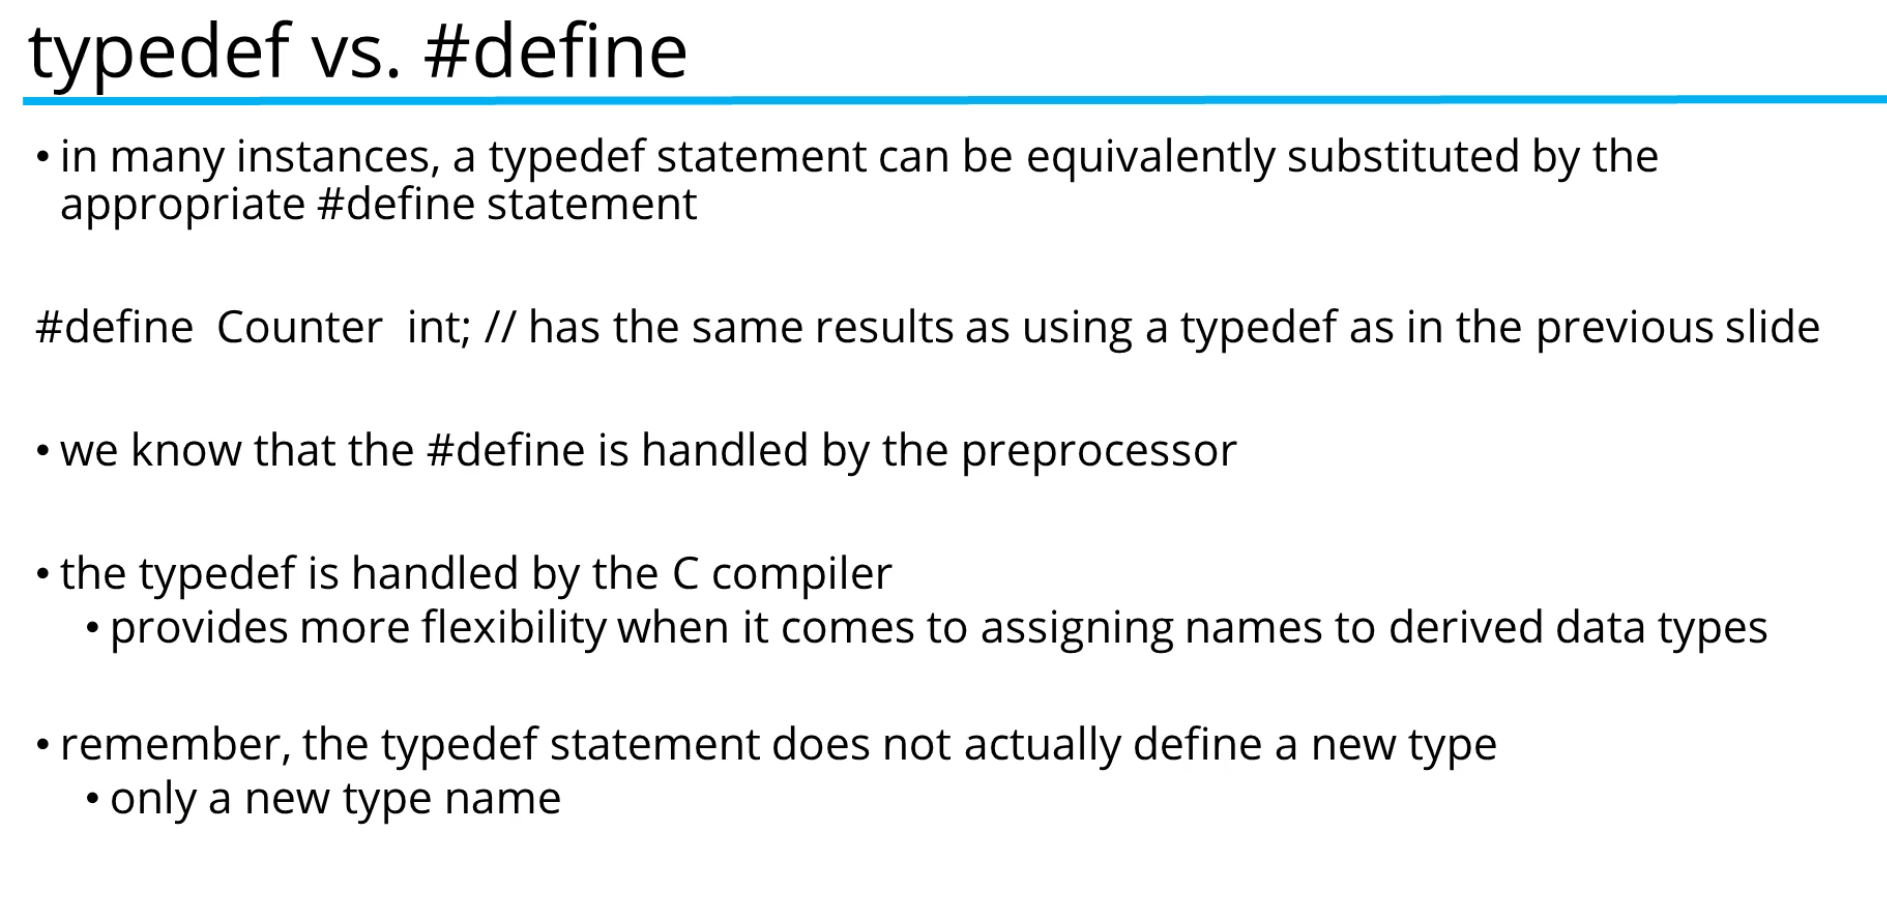 typedef vs. #define
• in many instances, a typedef statement can be equivalently substituted by the
appropriate #define statement
#define  Counter  int; // has the same results as using a typedef as in the previous slide
• we know that the #define is handled by the preprocessor
• the typedef is handled by the C compiler
• provides more flexibility when it comes to assigning names to derived data types
• remember, the typedef statement does not actually define a new type
• only a new type name